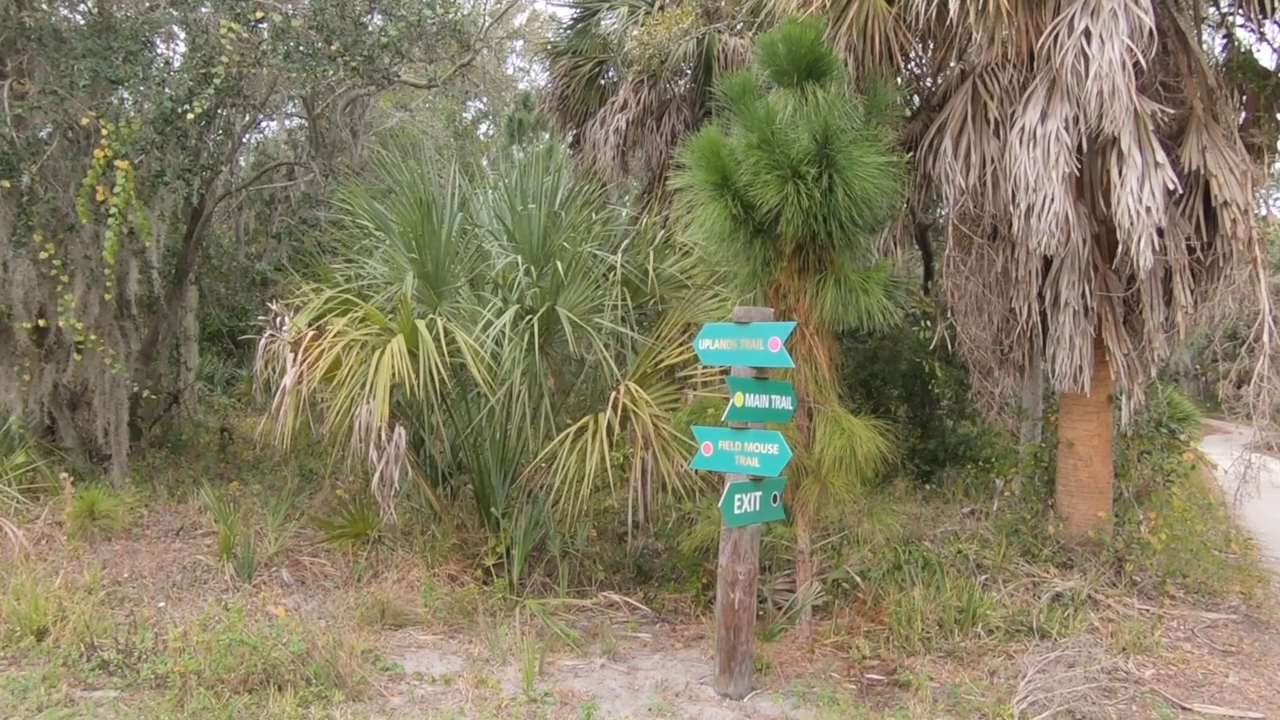 UPLANDS TRAIL
MAIN TRAIL
FIELD MOUSE
TRAIL
EXIT